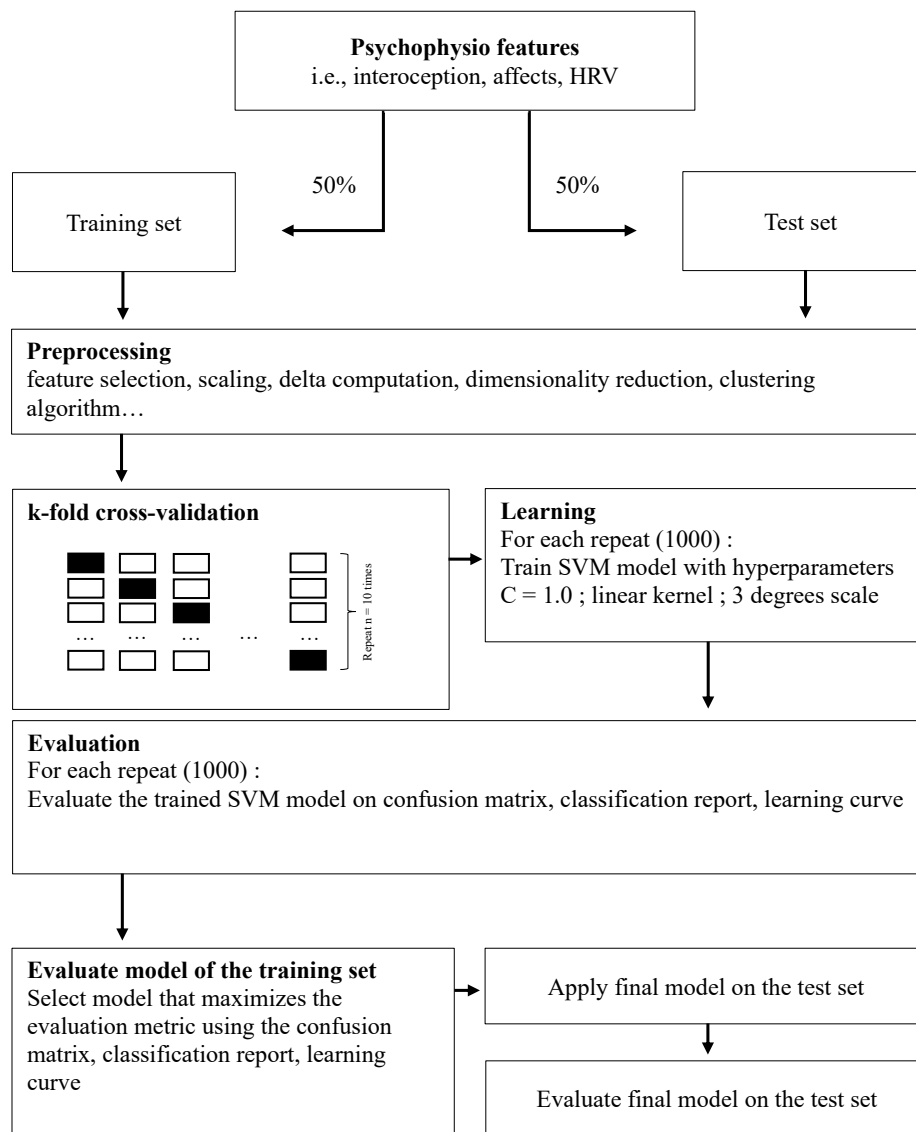 Psychophysio features
i.e., interoception, affects, HRV
50%
50%
Training set
Test set
Preprocessing
feature selection, scaling, delta computation, dimensionality reduction, clustering
algorithm…
k-fold cross-validation
… … … … …
Repeat n = 10 times
Learning
For each repeat (1000) :
Train SVM model with hyperparameters
C = 1.0 ; linear kernel ; 3 degrees scale
Evaluation
For each repeat (1000) :
Evaluate the trained SVM model on confusion matrix, classification report, learning curve
Evaluate model of the training set
Select model that maximizes the
evaluation metric using the confusion
matrix, classification report, learning
curve
Apply final model on the test set
Evaluate final model on the test set